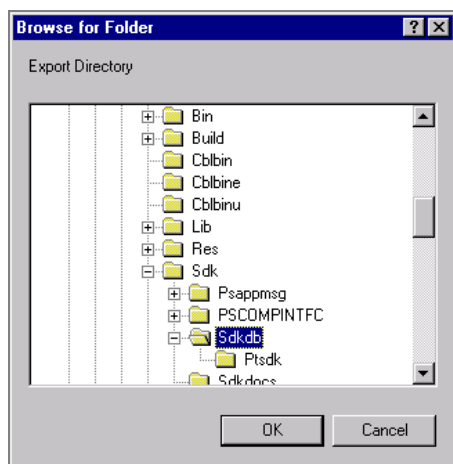 Browse for Folder
Export Directory
Bin
Build
Cblbin
Cblbine
Cblbinu
Lib
Res
Sdk
Psappmsg
PSCOMPINTFC
Sdkdb
Ptsdk
Sdkdocs
OK
Cancel